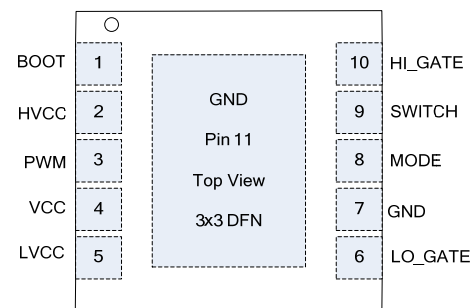 BOOT 1
HVCC 2
PWM 3
VCC 4
LVCC 5
GND
Pin 11
Top View
3x3 DFN
10 HI_GATE
9 SWITCH
8 MODE
7 GND
6 LO_GATE